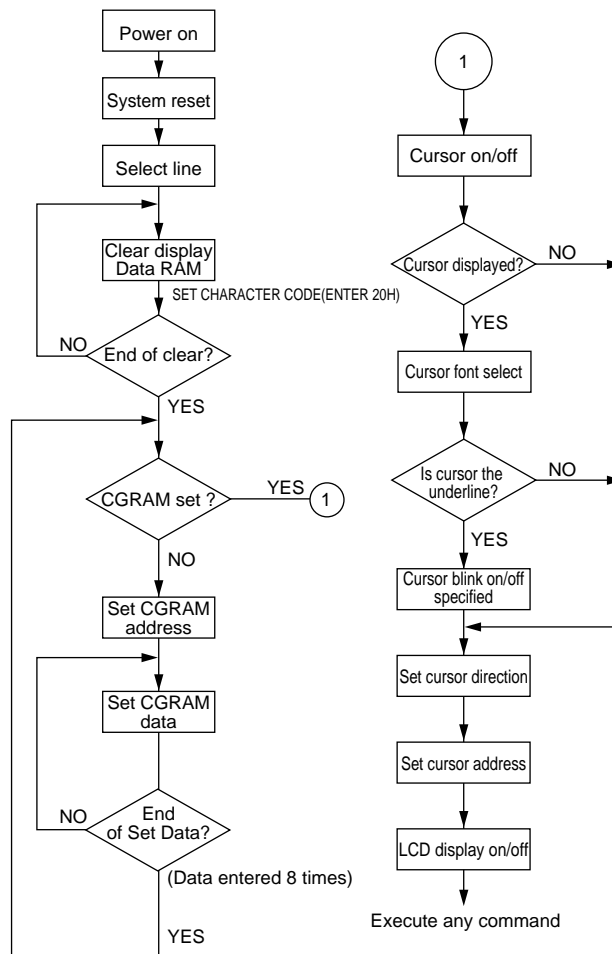 Power on
System reset
Select line
Clear display
Data RAM
SET CHARACTER CODE(ENTER 20H)
NO
End of clear?
YES
CGRAM set ?
YES
1
NO
Set CGRAM
address
Set CGRAM
data
NO
End
of Set Data?
(Data entered 8 times)
YES
1
Cursor on/off
Cursor displayed?
NO
YES
Cursor font select
Is cursor the
underline?
NO
YES
Cursor blink on/off
specified
Set cursor direction
Set cursor address
LCD display on/off
Execute any command